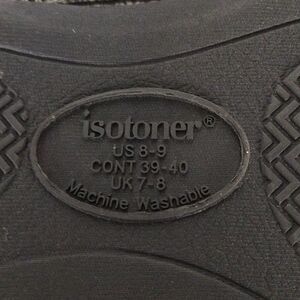 isotoner®
US 8-9
CONT 39-40
UK 7-8
Machine Washable